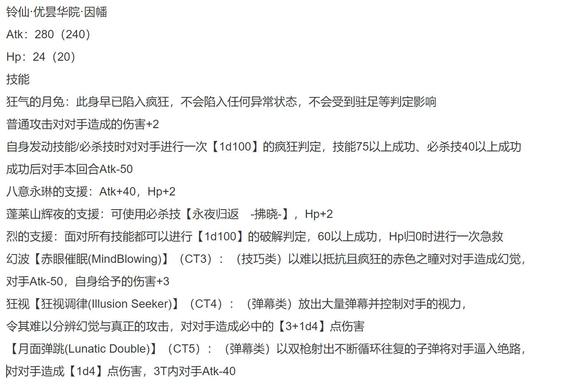 铃仙·优昙华院·因幡
Atk：280（240）
Hp：24（20）
技能
狂气的月兔：此身早已陷入疯狂，不会陷入任何异常状态，不会受到驻足等判定影响
普通攻击对对手造成的伤害+2
自身发动技能/必杀技时对对手进行一次【1d100】的疯狂判定，技能75以上成功、必杀技40以上成功
成功后对手本回合Atk-50
八意永琳的支援：Atk+40，Hp+2
蓬莱山辉夜的支援：可使用必杀技【永夜归返　-拂晓-】，Hp+2
烈的支援：面对所有技能都可以进行【1d100】的破解判定，60以上成功，Hp归0时进行一次急救
幻波【赤眼催眠(MindBlowing)】（CT3）：（技巧类）以难以抵抗且疯狂的赤色之瞳对对手造成幻觉，
对手Atk-50，自身给予的伤害+3
狂视【狂视调律(Illusion Seeker)】（CT4）：（弹幕类）放出大量弹幕并控制对手的视力，
令其难以分辨幻觉与真正的攻击，对对手造成必中的【3+1d4】点伤害
【月面弹跳(Lunatic Double)】（CT5）：（弹幕类）以双枪射出不断循环往复的子弹将对手逼入绝路，
对对手造成【1d4】点伤害，3T内对手Atk-40